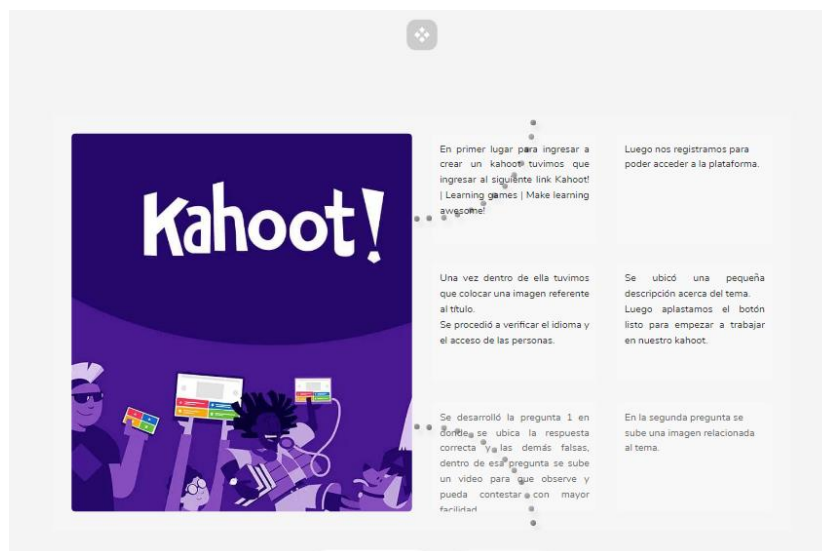 Kahoot!
En primer lugar para ingresar a
crear un kahoot tuvimos que
ingresar al siguiente link Kahoot!
| Learning games | Make learning
awesome!
Luego nos registramos para
poder acceder a la plataforma.
Una vez dentro de ella tuvimos
que colocar una imagen referente
al título.
Se procedió a verificar el idioma y
el acceso de las personas.
Se ubicó una pequeña
descripción acerca del tema.
Luego aplastamos el botón
listo para empezar a trabajar
en nuestro kahoot.
Se desarrolló la pregunta 1 en
donde se ubica la respuesta
correcta y las demás falsas,
dentro de esa pregunta se sube
un video para que observe y
pueda contestar con mayor
facilidad
En la segunda pregunta se
sube una imagen relacionada
al tema.